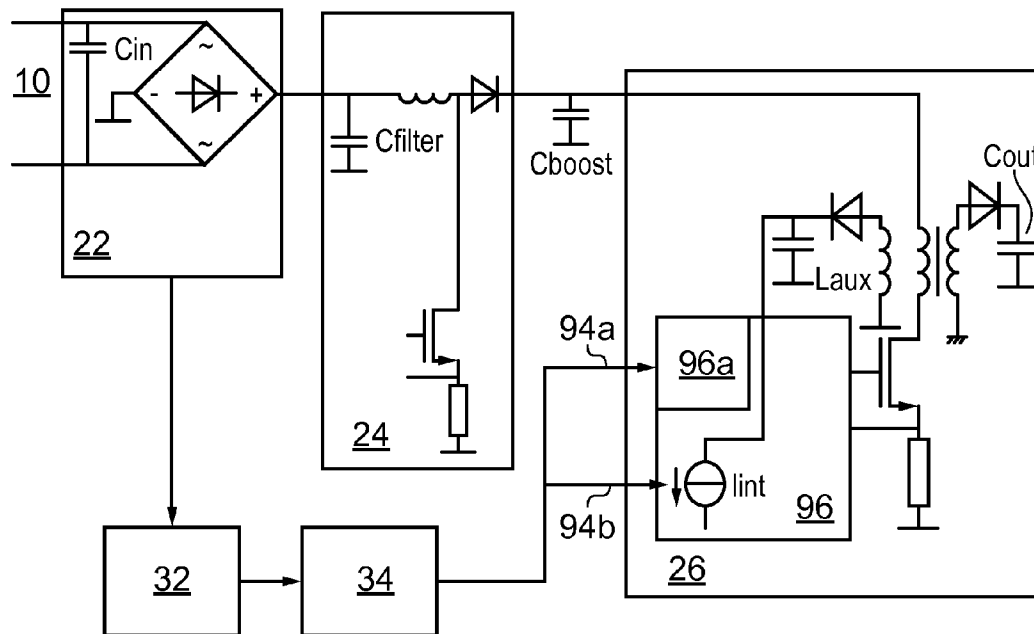 10
Cin
~
- +
~
22
Cfilter
24
Cboost
Cout
Laux
94a
96a
Iint
94b
96
26
32
34